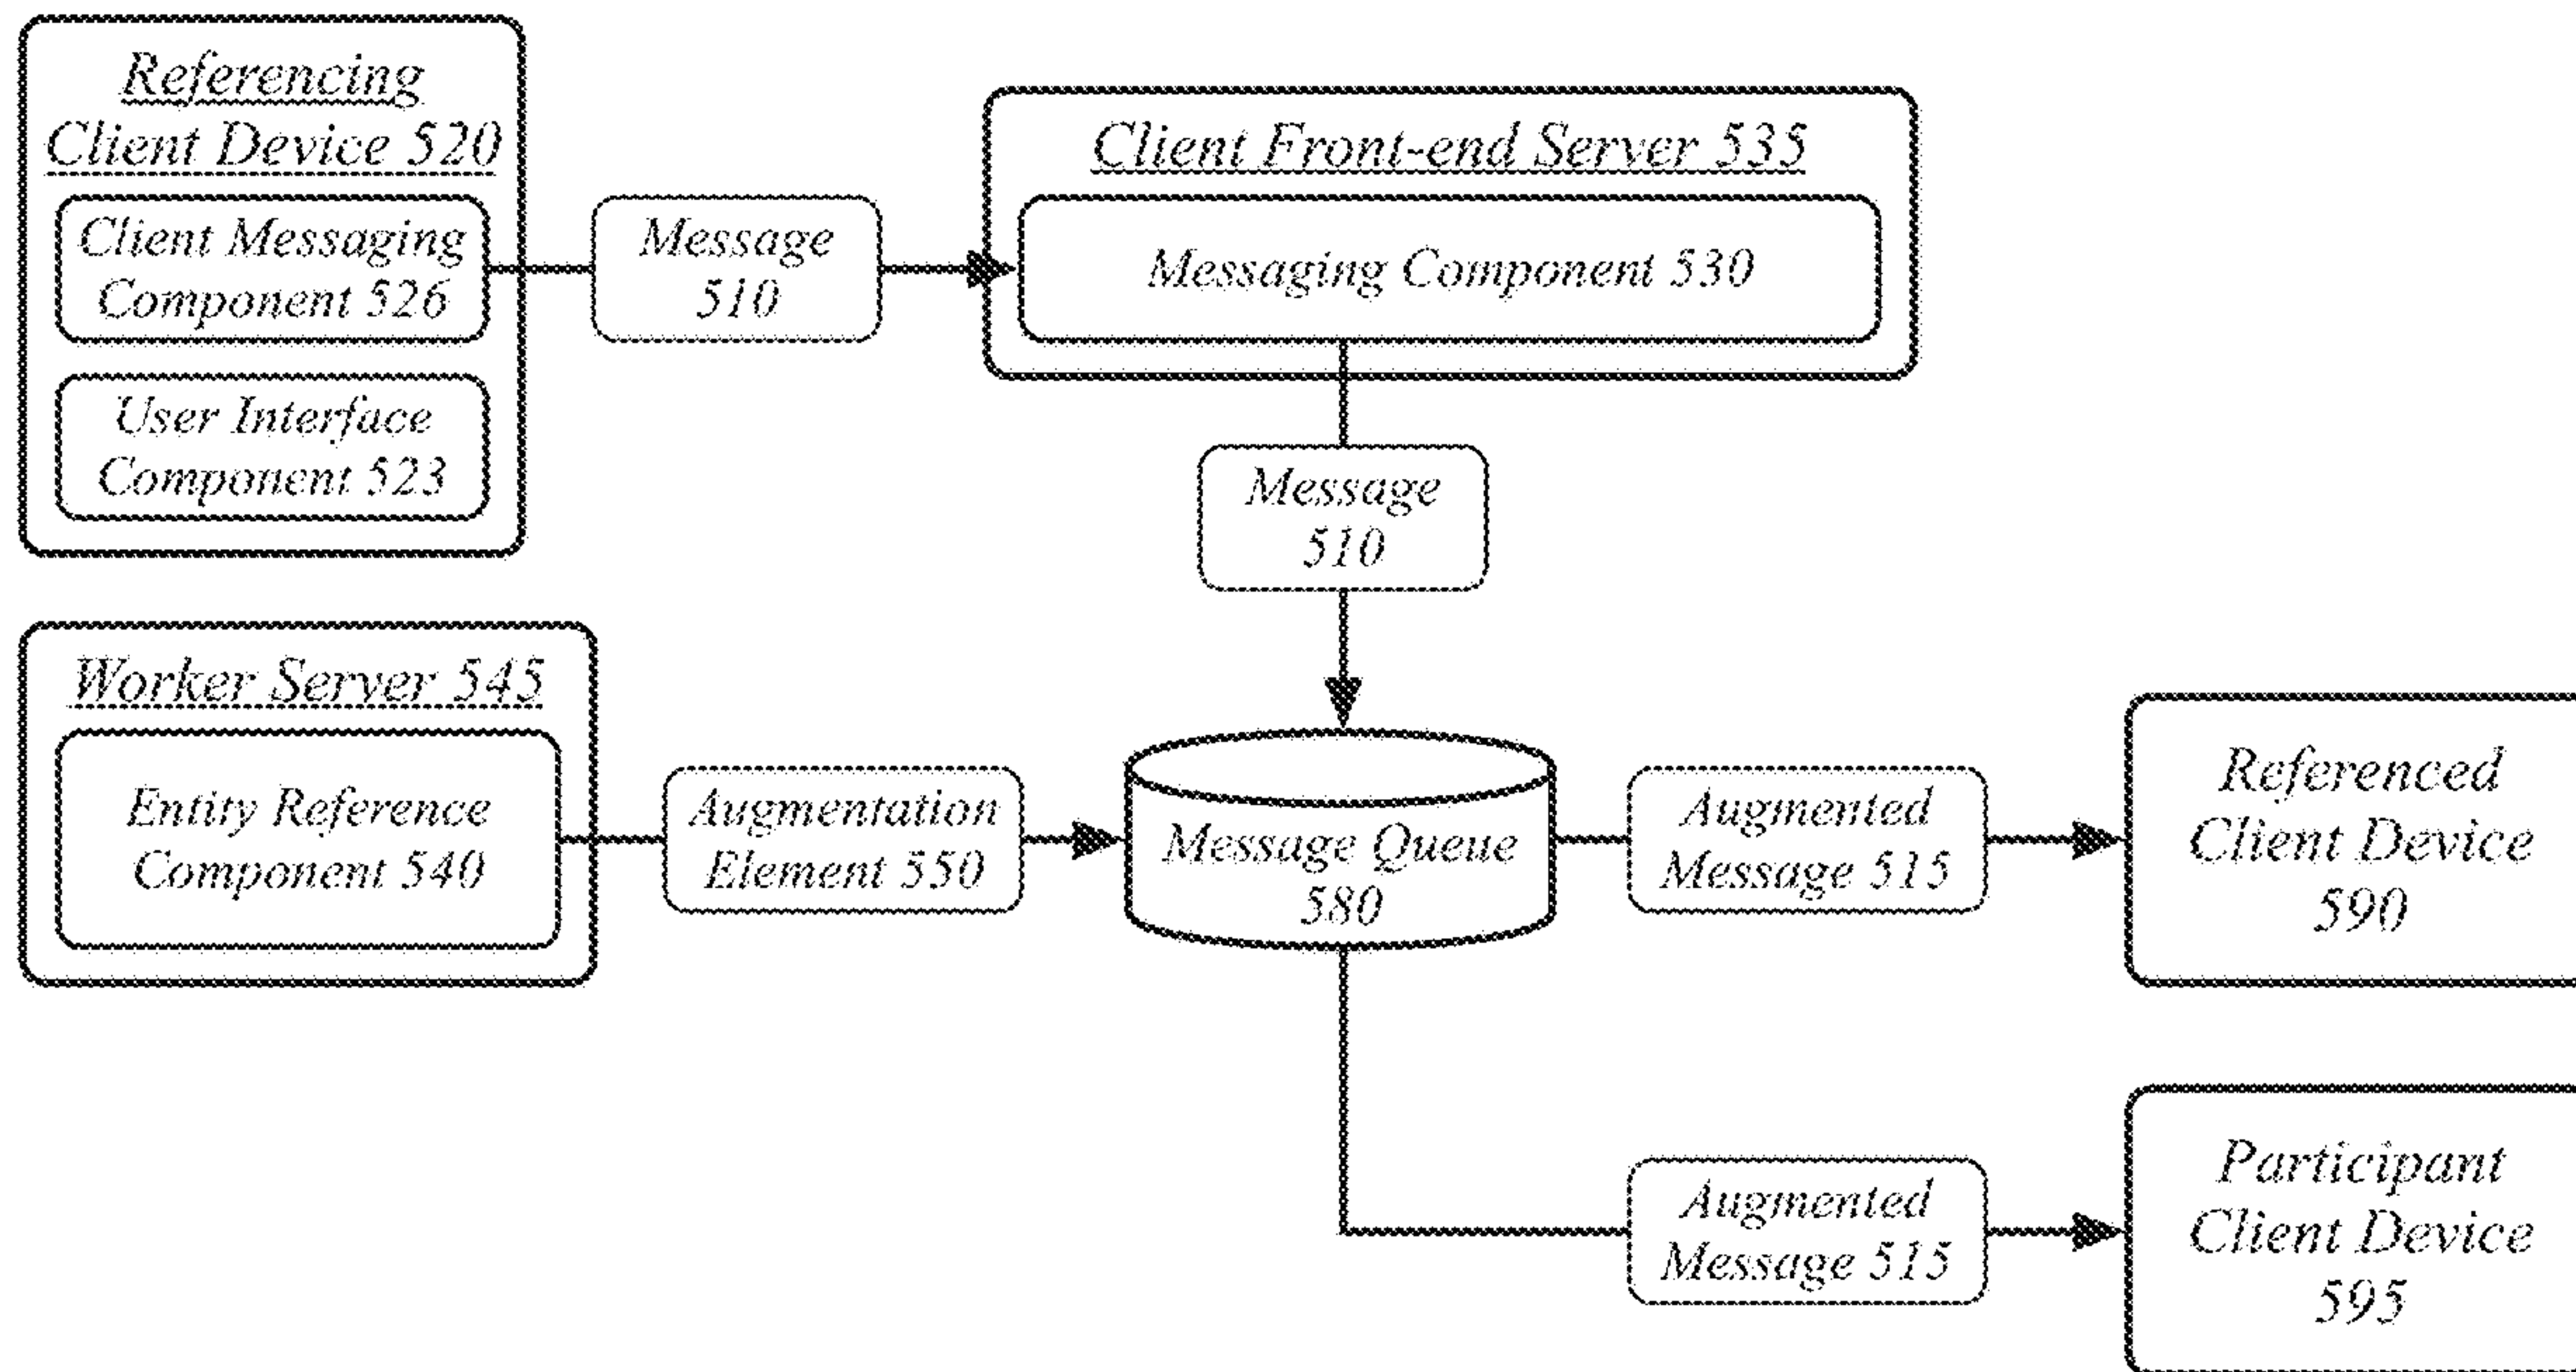 Referencing
Client Device 520
Client Messaging
Component 526
User Interface
Component 523
Message
510
Client Front-end Server 535
Messaging Component 530
Message
510
Worker Server 545
Entity Reference
Component 540
Augmentation
Element 550
Message Queue
580
Augmented
Message 515
Referenced
Client Device
590
Augmented
Message 515
Participant
Client Device
595